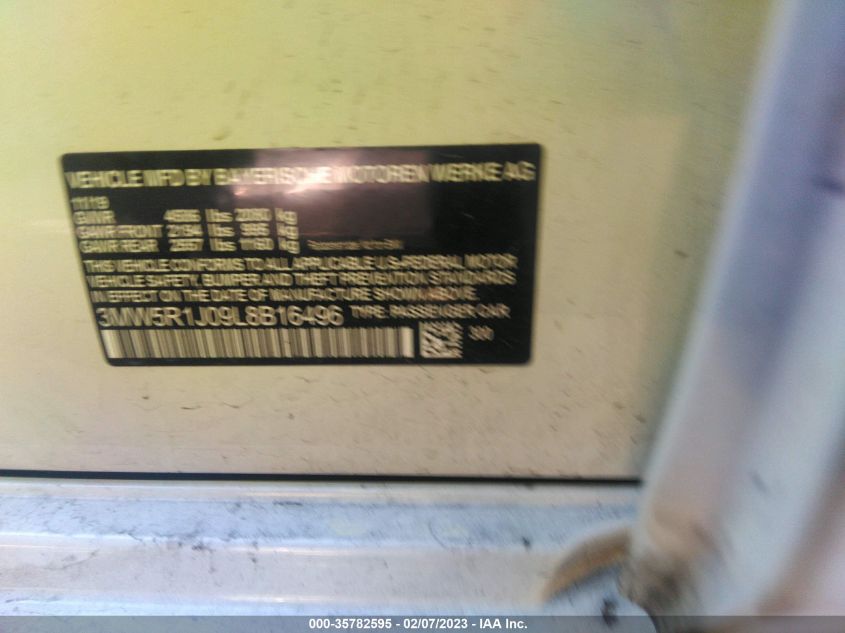 VEHICLE MFD BY BAYERISCHE MOTOREN WERKE AG
11/19
GVWR 4586 lbs 2080 kg
GAWR FRONT 2194 lbs 995 kg
GAWR REAR 2557 lbs 1160 kg
THIS VEHICLE CONFORMS TO ALL APPLICABLE U.S. FEDERAL MOTOR
VEHICLE SAFETY, BUMPER AND THEFT PREVENTION STANDARDS
IN EFFECT ON THE DATE OF MANUFACTURE SHOWN ABOVE.
3MW5R1J09L8B16496 TYPE: PASSENGER CAR
000-35782595 - 02/07/2023 - IAA Inc.